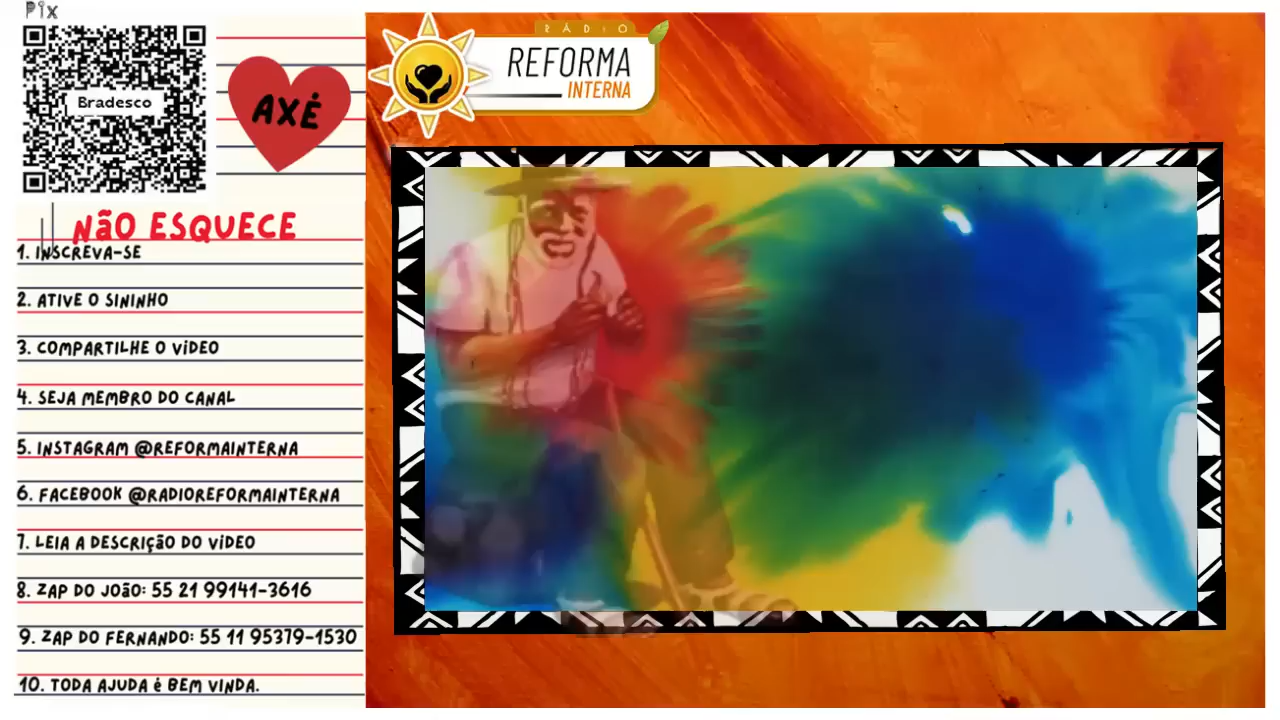 Pix
Bradesco
AXÉ
NÃO ESQUECE
1. INSCREVA-SE
2. ATIVE O SININHO
3. COMPARTILHE O VÍDEO
4. SEJA MEMBRO DO CANAL
5. INSTAGRAM @REFORMAINTERNA
6. FACEBOOK @RADIOREFORMAINTERNA
7. LEIA A DESCRIÇÃO DO VÍDEO
8. ZAP DO JOÃO: 55 21 99141-3616
9. ZAP DO FERNANDO: 55 11 95379-1530
10. TODA AJUDA É BEM VINDA.
RÁDIO
REFORMA
INTERNA